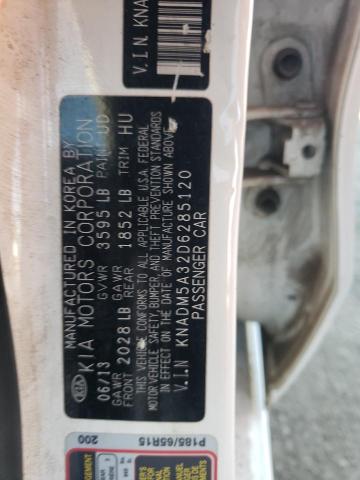 V.I.N. KNA
MANUFACTURED IN KOREA BY
KIA KIA MOTORS CORPORATION
06/13 GVWR 3595 LB PAINT UD
GAWR FRONT 2028 LB GAWR REAR 1852 LB TRIM HU
THIS VEHICLE CONFORMS TO ALL APPLICABLE U.S.A. FEDERAL
MOTOR VEHICLE SAFETY, BUMPER, AND THEFT PREVENTION STANDARDS
IN EFFECT ON THE DATE OF MANUFACTURE SHOWN ABOVE.
V.I.N: KNADM5A32D6285120
PASSENGER CAR
200 P185/65R15